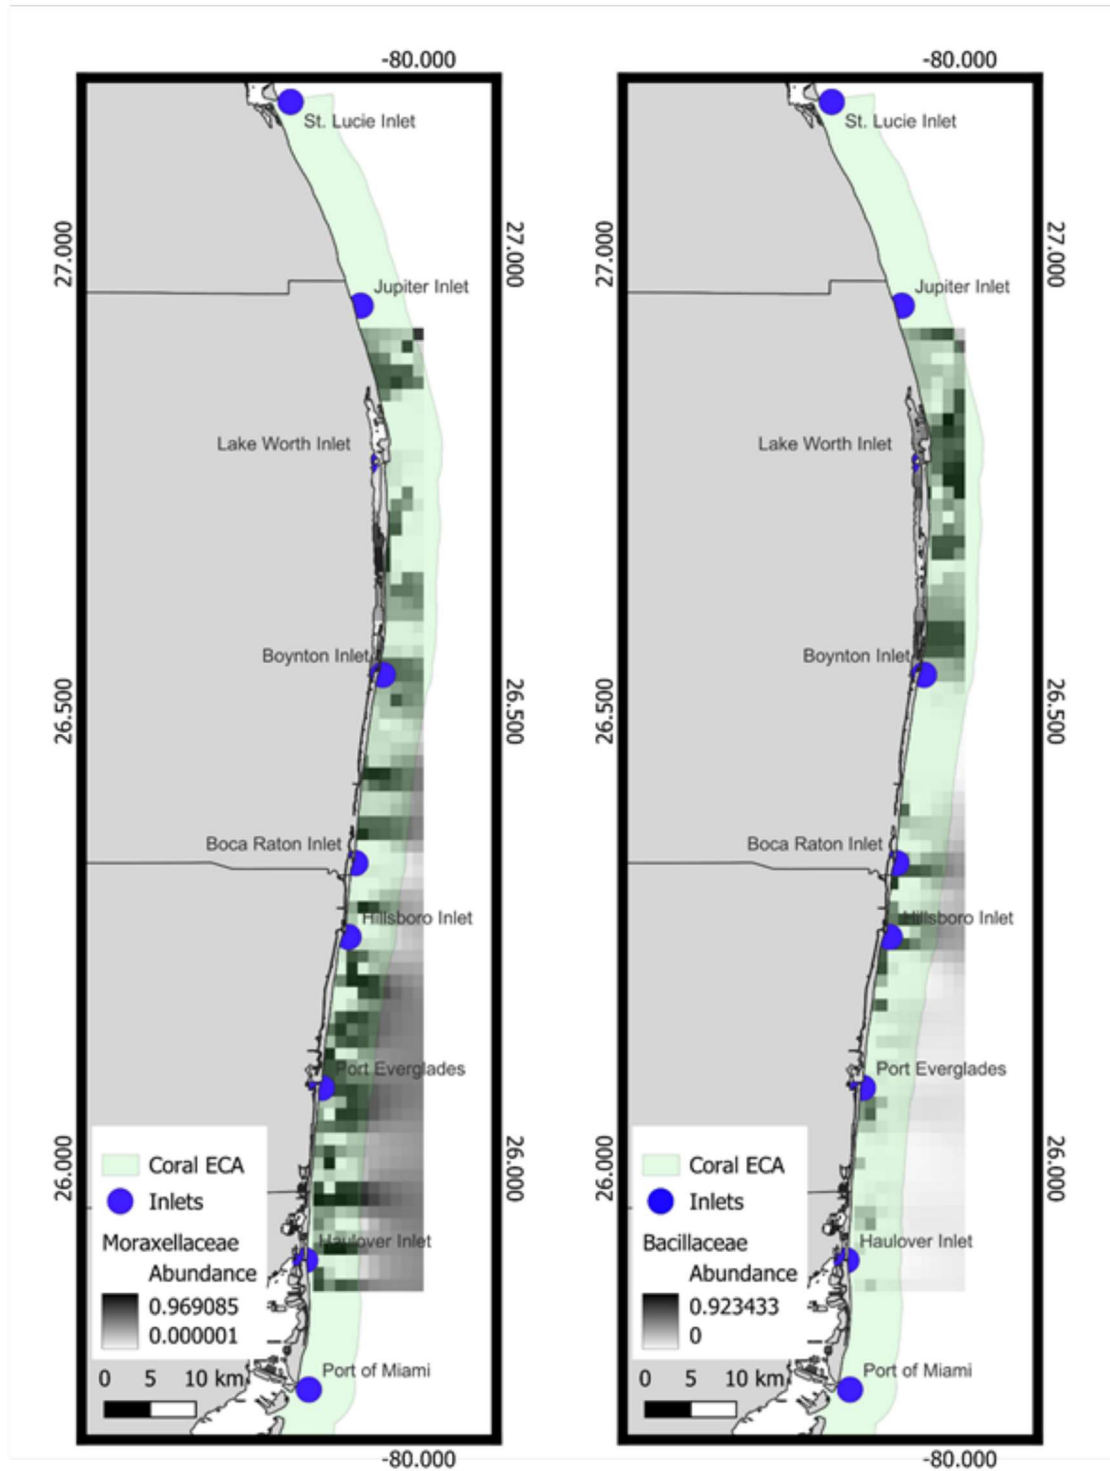 -80.000
St. Lucie Inlet
27.000
27.000
Jupiter Inlet
Lake Worth Inlet
Boynton Inlet
26.500
26.500
Boca Raton Inlet
Hillsboro Inlet
Port Everglades
26.000
26.000
Coral ECA
Inlets
Moraxellaceae
Abundance
0.969085
0.000001
Haulover Inlet
Port of Miami
0 5 10 km
-80.000
-80.000
St. Lucie Inlet
27.000
27.000
Jupiter Inlet
Lake Worth Inlet
Boynton Inlet
26.500
26.500
Boca Raton Inlet
Hillsboro Inlet
Port Everglades
26.000
26.000
Coral ECA
Inlets
Bacillaceae
Abundance
0.923433
0
Haulover Inlet
Port of Miami
0 5 10 km
-80.000